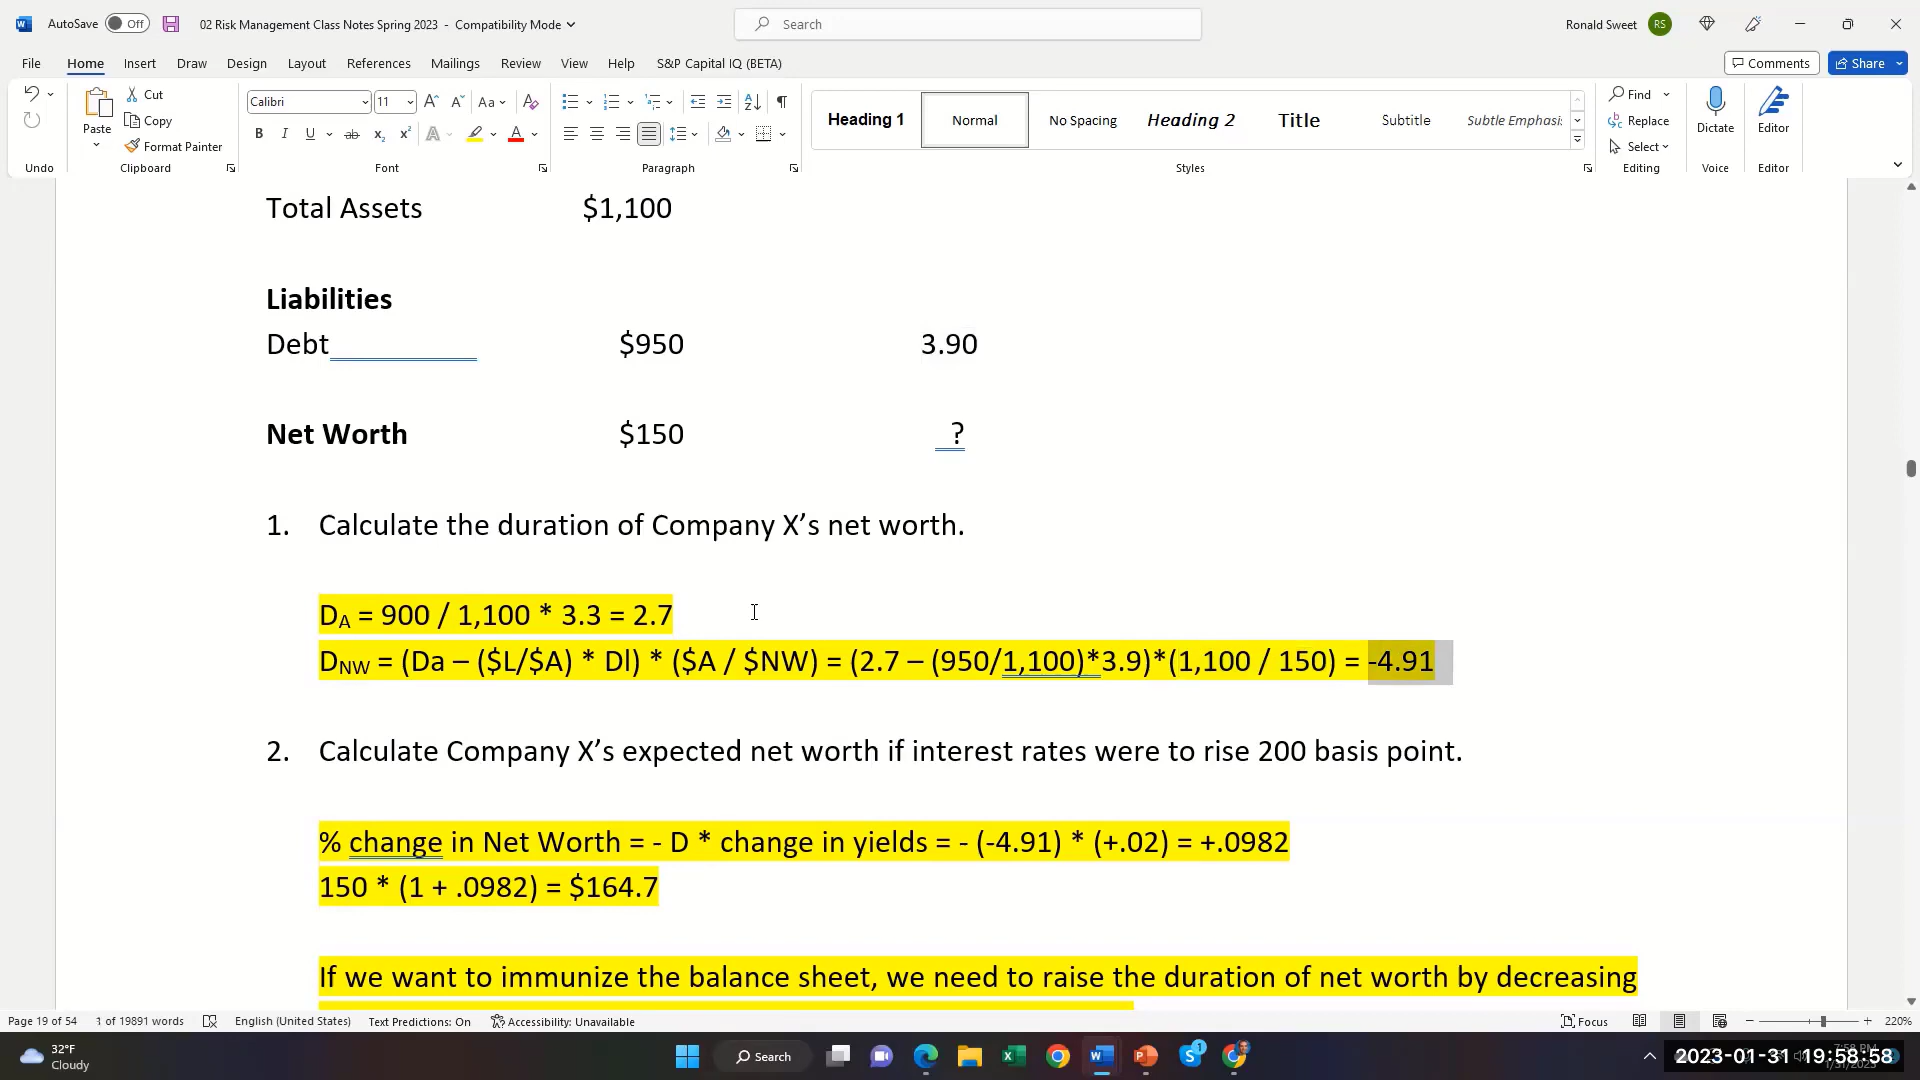 AutoSave Off 02 Risk Management Class Notes Spring 2023 - Compatibility Mode Search Ronald Sweet RS
File Home Insert Draw Design Layout References Mailings Review View Help S&P Capital IQ (BETA) Comments Share
Paste Cut Calibri 11 Heading 1 Normal No Spacing Heading 2 Title Subtitle Subtle Emphasis Find Dictate Editor
Copy Replace
Format Painter Select
Undo Clipboard Font Paragraph Styles Editing Voice Editor
Total Assets $1,100
Liabilities
Debt $950 3.90
Net Worth $150 ?
1. Calculate the duration of Company X’s net worth.
DA = 900 / 1,100 * 3.3 = 2.7
DNW = (Da – ($L/$A) * Dl) * ($A / $NW) = (2.7 – (950/1,100)*3.9)*(1,100 / 150) = -4.91
2. Calculate Company X’s expected net worth if interest rates were to rise 200 basis point.
% change in Net Worth = - D * change in yields = - (-4.91) * (+.02) = +.0982
150 * (1 + .0982) = $164.7
If we want to immunize the balance sheet, we need to raise the duration of net worth by decreasing
Page 19 of 54 1 of 19891 words English (United States) Text Predictions: On Accessibility: Unavailable Focus 220%
32°F Search
Cloudy
2023-01-31 19:58:58